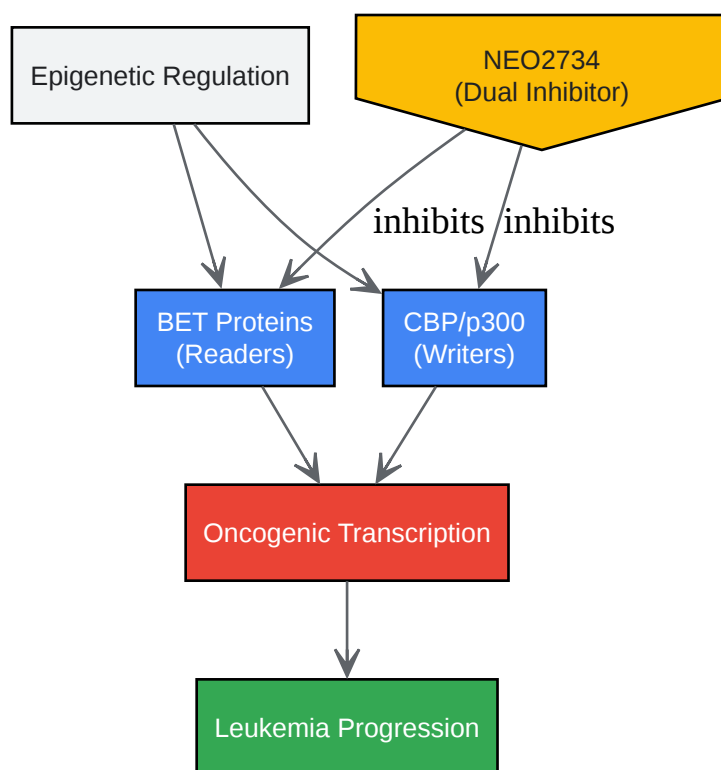 Epigenetic Regulation
NEO2734
(Dual Inhibitor)
inhibits
inhibits
BET Proteins
(Readers)
CBP/p300
(Writers)
Oncogenic Transcription
Leukemia Progression